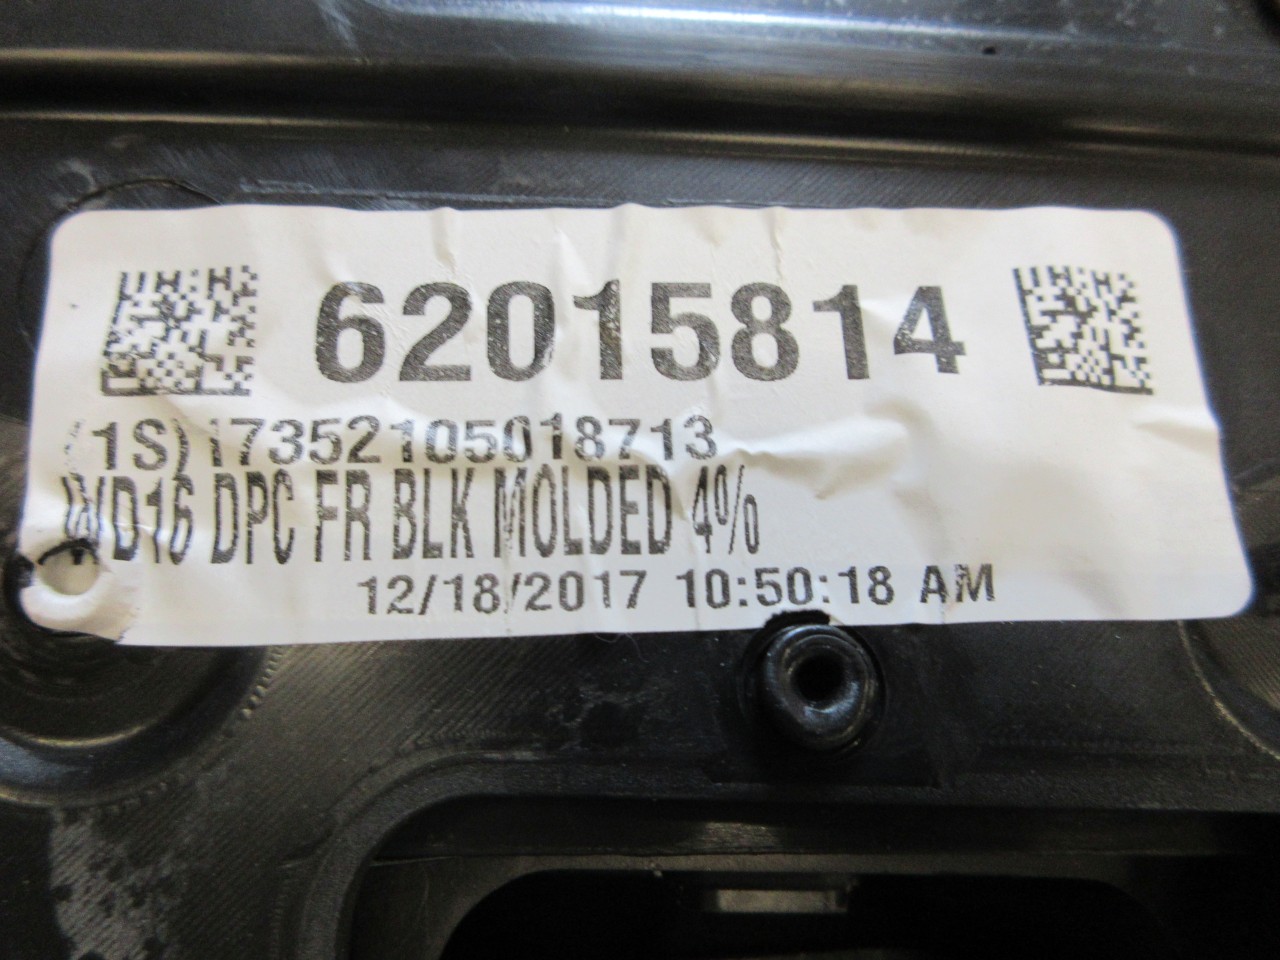 62015814
1S) 17352105018713
WD16 DPC FR BLK MOLDED 4%
12/18/2017 10:50:18 AM